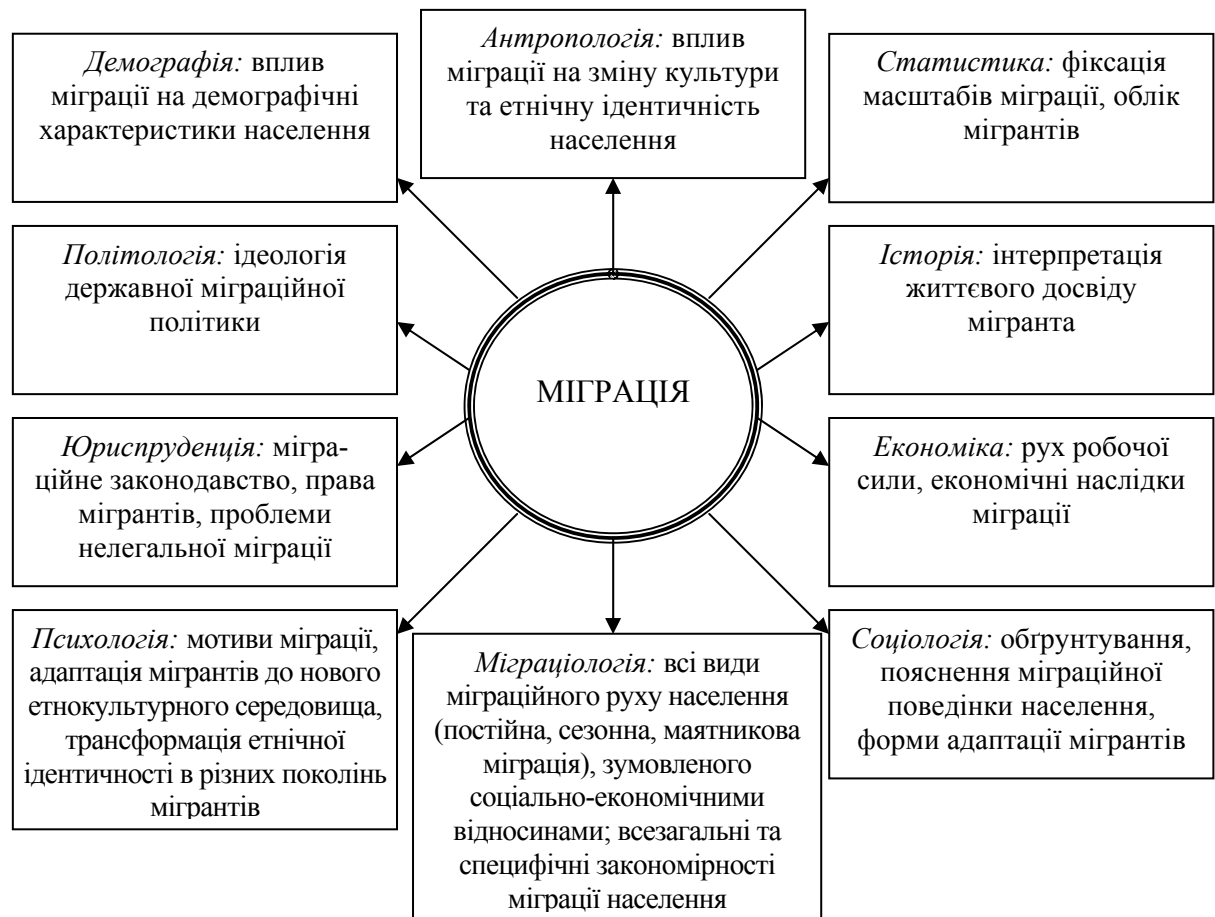 Демографія: вплив
міграції на демографічні
характеристики населення
Антропологія: вплив
міграції на зміну культури
та етнічну ідентичність
населення
Статистика: фіксація
масштабів міграції, облік
мігрантів
Політологія: ідеологія
державної міграційної
політики
Історія: інтерпретація
життєвого досвіду
мігранта
МІГРАЦІЯ
Юриспруденція: мігра-
ційне законодавство, права
мігрантів, проблеми
нелегальної міграції
Економіка: рух робочої
сили, економічні наслідки
міграції
Психологія: мотиви міграції,
адаптація мігрантів до нового
етнокультурного середовища,
трансформація етнічної
ідентичності в різних поколінь
мігрантів
Міграціологія: всі види
міграційного руху населення
(постійна, сезонна, маятникова
міграція), зумовленого
соціально-економічними
відносинами; всезагальні та
специфічні закономірності
міграції населення
Соціологія: обґрунтування,
пояснення міграційної
поведінки населення,
форми адаптації мігрантів